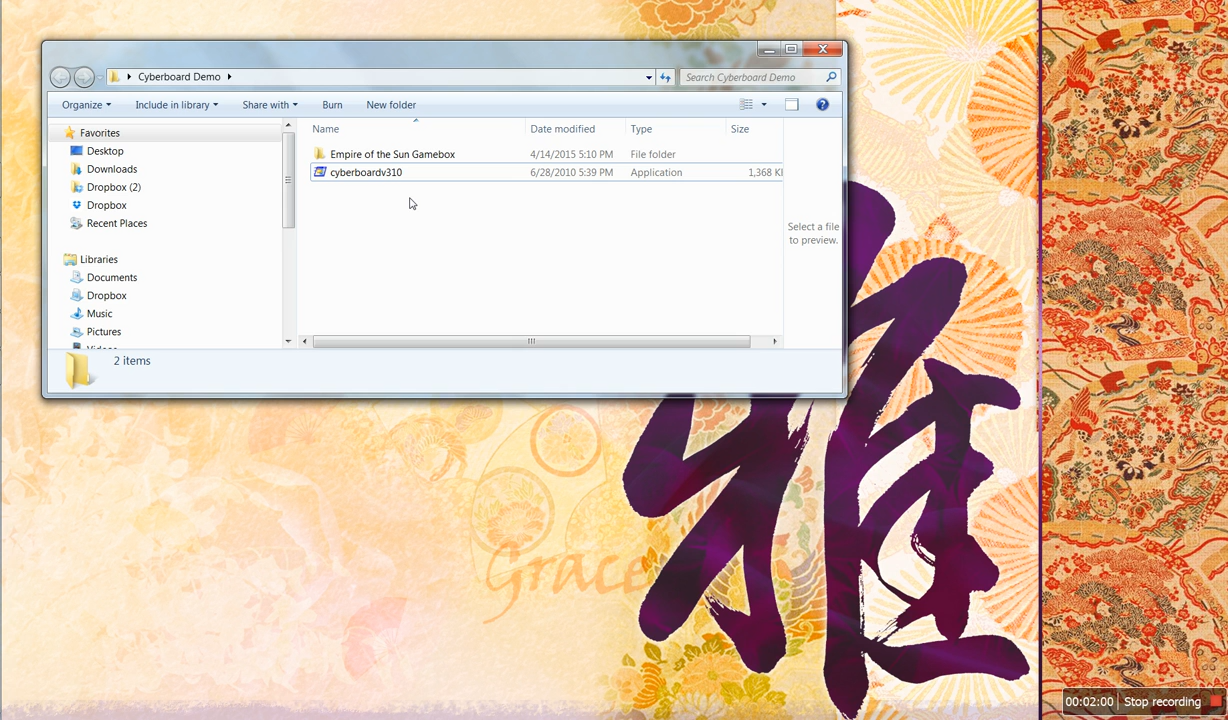 Cyberboard Demo
Search Cyberboard Demo
Organize Include in library Share with Burn New folder
Favorites
Desktop
Downloads
Dropbox (2)
Dropbox
Recent Places
Libraries
Documents
Dropbox
Music
Pictures
Name Date modified Type Size
Empire of the Sun Gamebox 4/14/2015 5:10 PM File folder
cyberboardv310 6/28/2010 5:39 PM Application 1,368 K
Select a file
to preview.
2 items
雅
Grace
00:02:00 Stop recording